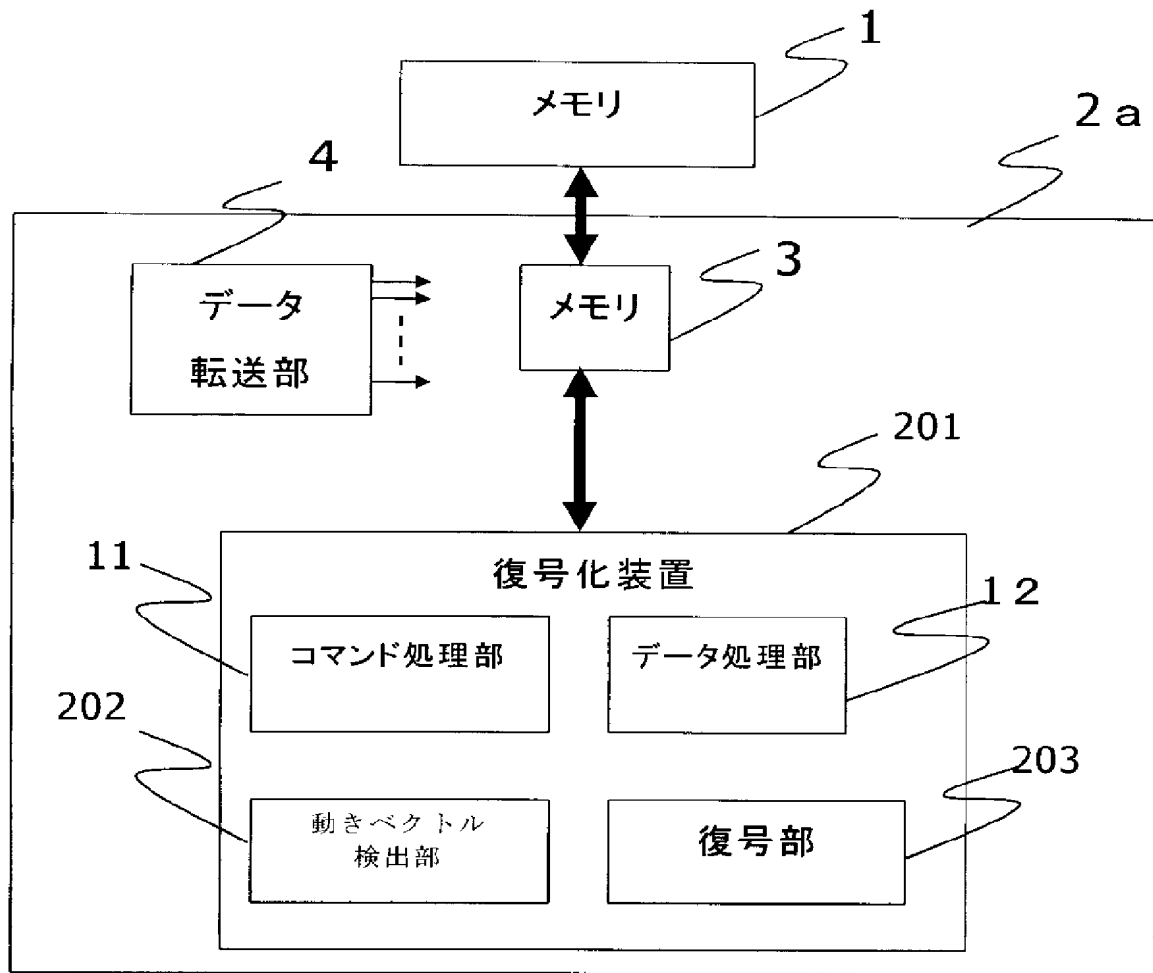 1
メモリ
2a
4
3
データ
転送部
メモリ
201
復号化装置
11
12
コマンド処理部
データ処理部
202
203
動きベクトル
検出部
復号部